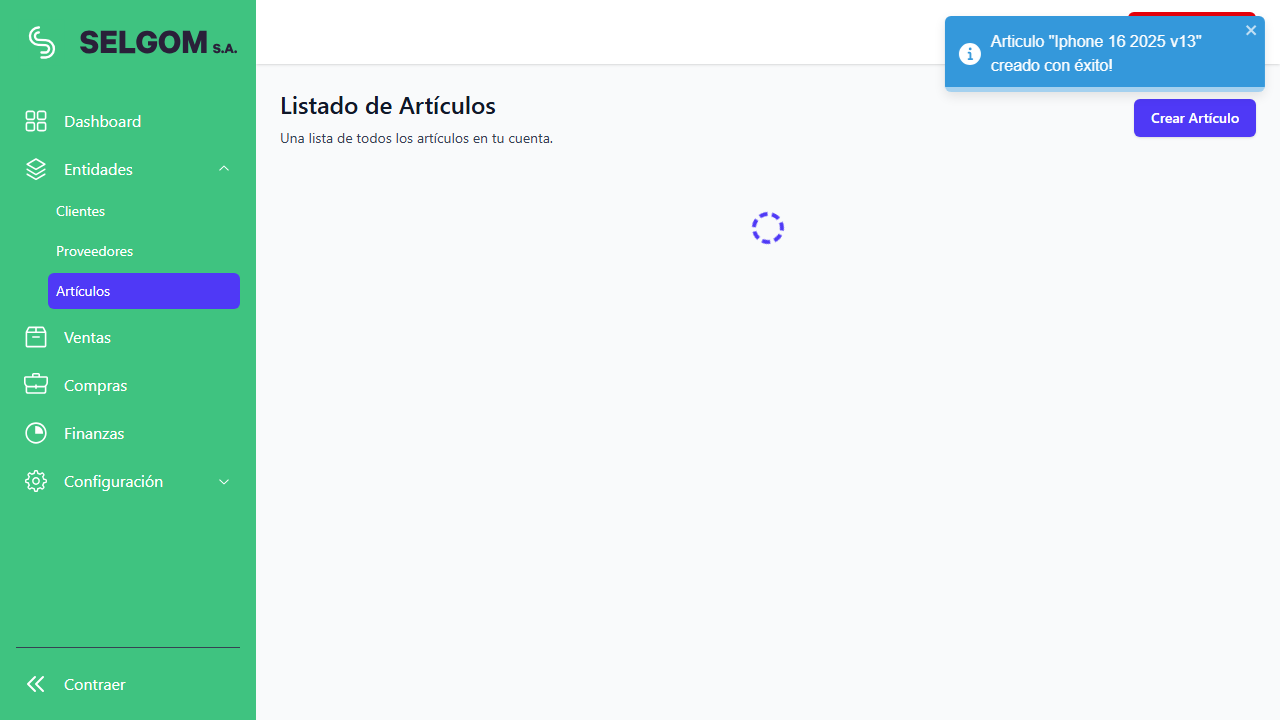 SELGOM S.A.
Dashboard
Entidades
Clientes
Proveedores
Artículos
Ventas
Compras
Finanzas
Configuración
Contraer
Articulo "Iphone 16 2025 v13"
creado con éxito!
Listado de Artículos
Una lista de todos los artículos en tu cuenta.
Crear Artículo